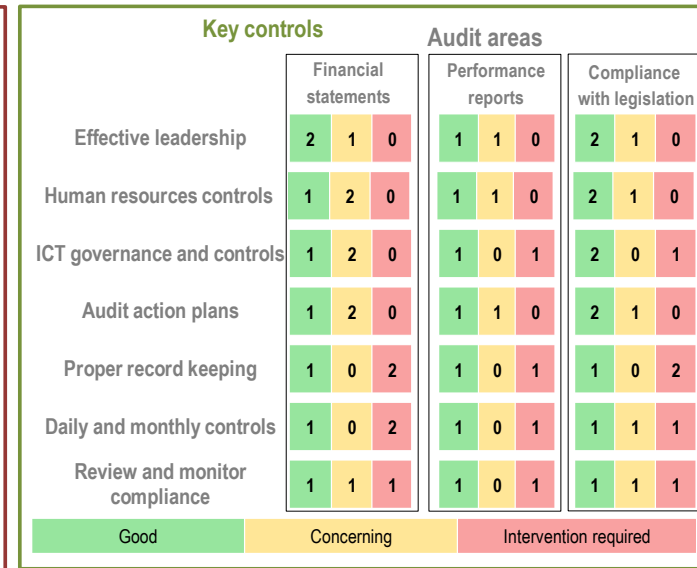 Key controls
Audit areas
Financial statements
Performance reports
Compliance with legislation
Effective leadership 2 1 0 1 1 0 2 1 0
Human resources controls 1 2 0 1 1 0 2 1 0
ICT governance and controls 1 2 0 1 0 1 2 0 1
Audit action plans 1 2 0 1 1 0 2 1 0
Proper record keeping 1 0 2 1 0 1 1 0 2
Daily and monthly controls 1 0 2 1 0 1 1 1 1
Review and monitor compliance 1 1 1 1 0 1 1 1 1
Good Concerning Intervention required